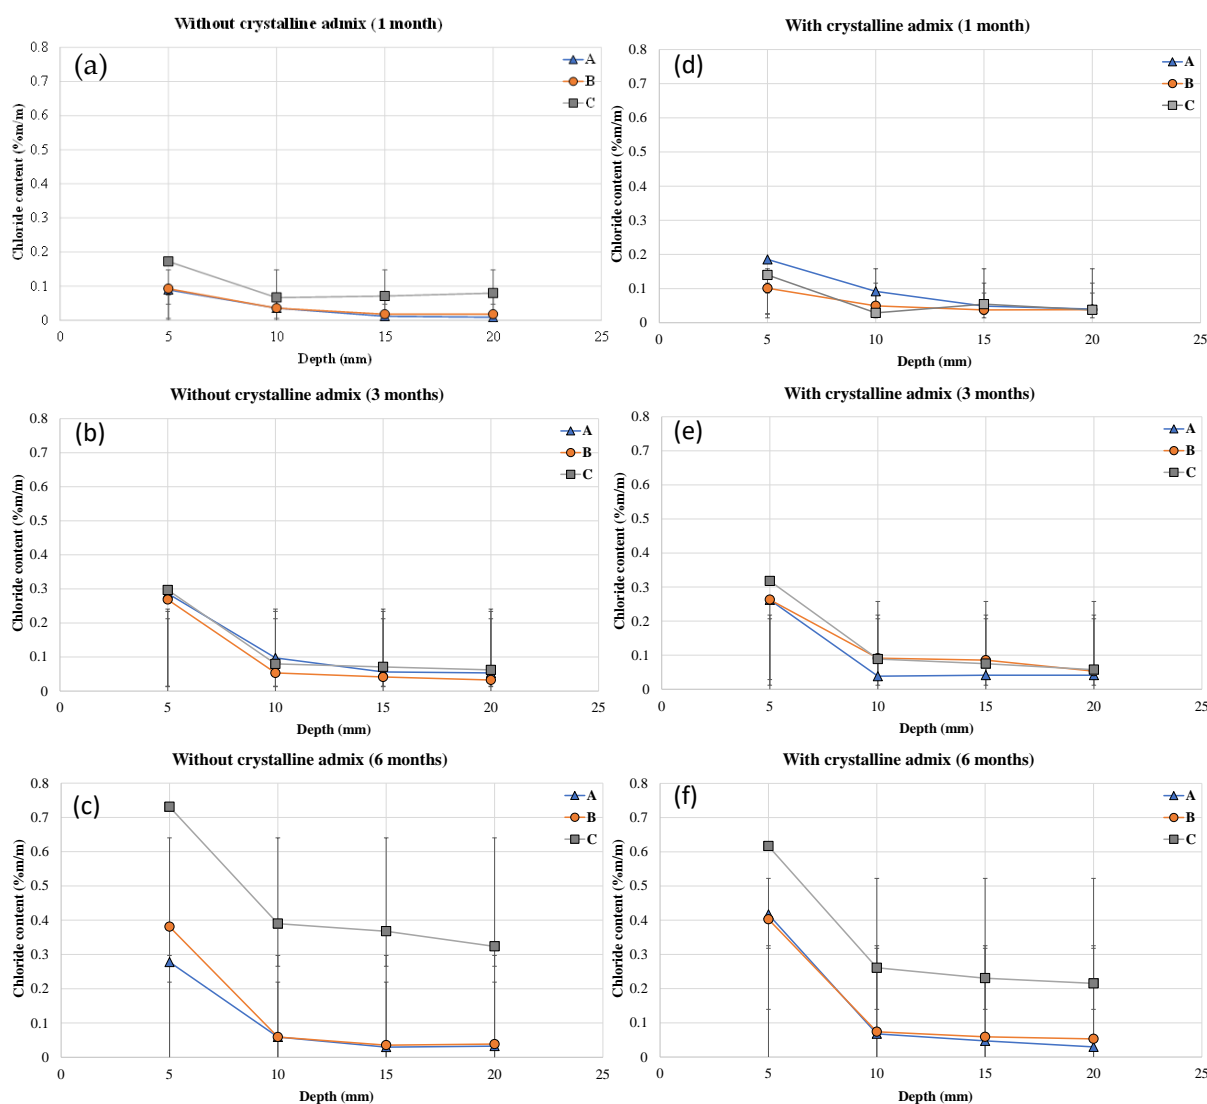 Without crystalline admix (1 month)
(a)
A
B
C
Chloride content (%m/m)
0.8
0.7
0.6
0.5
0.4
0.3
0.2
0.1
0
0 5 10 15 20 25
Depth (mm)
With crystalline admix (1 month)
(d)
A
B
C
Chloride content (%m/m)
0.8
0.7
0.6
0.5
0.4
0.3
0.2
0.1
0
0 5 10 15 20 25
Depth (mm)
Without crystalline admix (3 months)
(b)
A
B
C
Chloride content (%m/m)
0.8
0.7
0.6
0.5
0.4
0.3
0.2
0.1
0
0 5 10 15 20 25
Depth (mm)
With crystalline admix (3 months)
(e)
A
B
C
Chloride content (%m/m)
0.8
0.7
0.6
0.5
0.4
0.3
0.2
0.1
0
0 5 10 15 20 25
Depth (mm)
Without crystalline admix (6 months)
(c)
A
B
C
Chloride content (%m/m)
0.8
0.7
0.6
0.5
0.4
0.3
0.2
0.1
0
0 5 10 15 20 25
Depth (mm)
With crystalline admix (6 months)
(f)
A
B
C
Chloride content (%m/m)
0.8
0.7
0.6
0.5
0.4
0.3
0.2
0.1
0
0 5 10 15 20 25
Depth (mm)